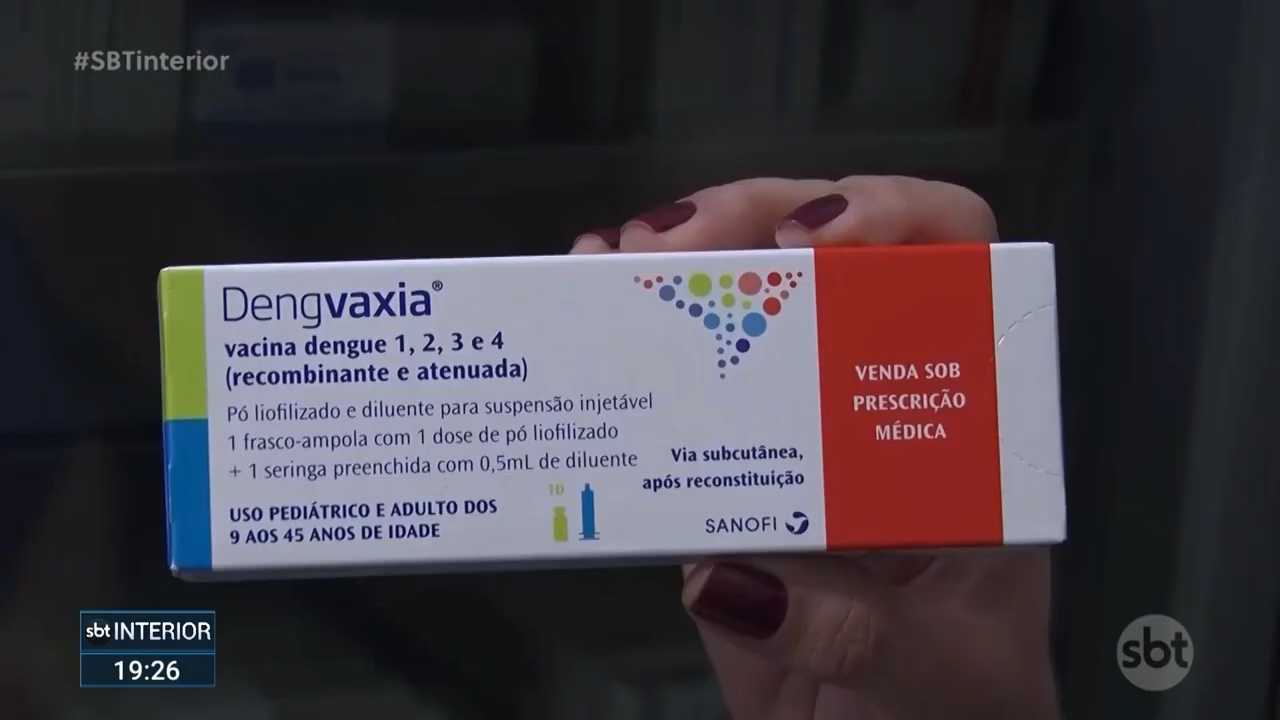 #SBTinterior
Dengvaxia®
vacina dengue 1, 2, 3 e 4
(recombinante e atenuada)
Pó liofilizado e diluente para suspensão injetável
1 frasco-ampola com 1 dose de pó liofilizado
+ 1 seringa preenchida com 0,5mL de diluente
Via subcutânea,
após reconstituição
USO PEDIÁTRICO E ADULTO DOS
9 AOS 45 ANOS DE IDADE
1D
SANOFI
VENDA SOB
PRESCRIÇÃO
MÉDICA
sbt INTERIOR
19:26
sbt